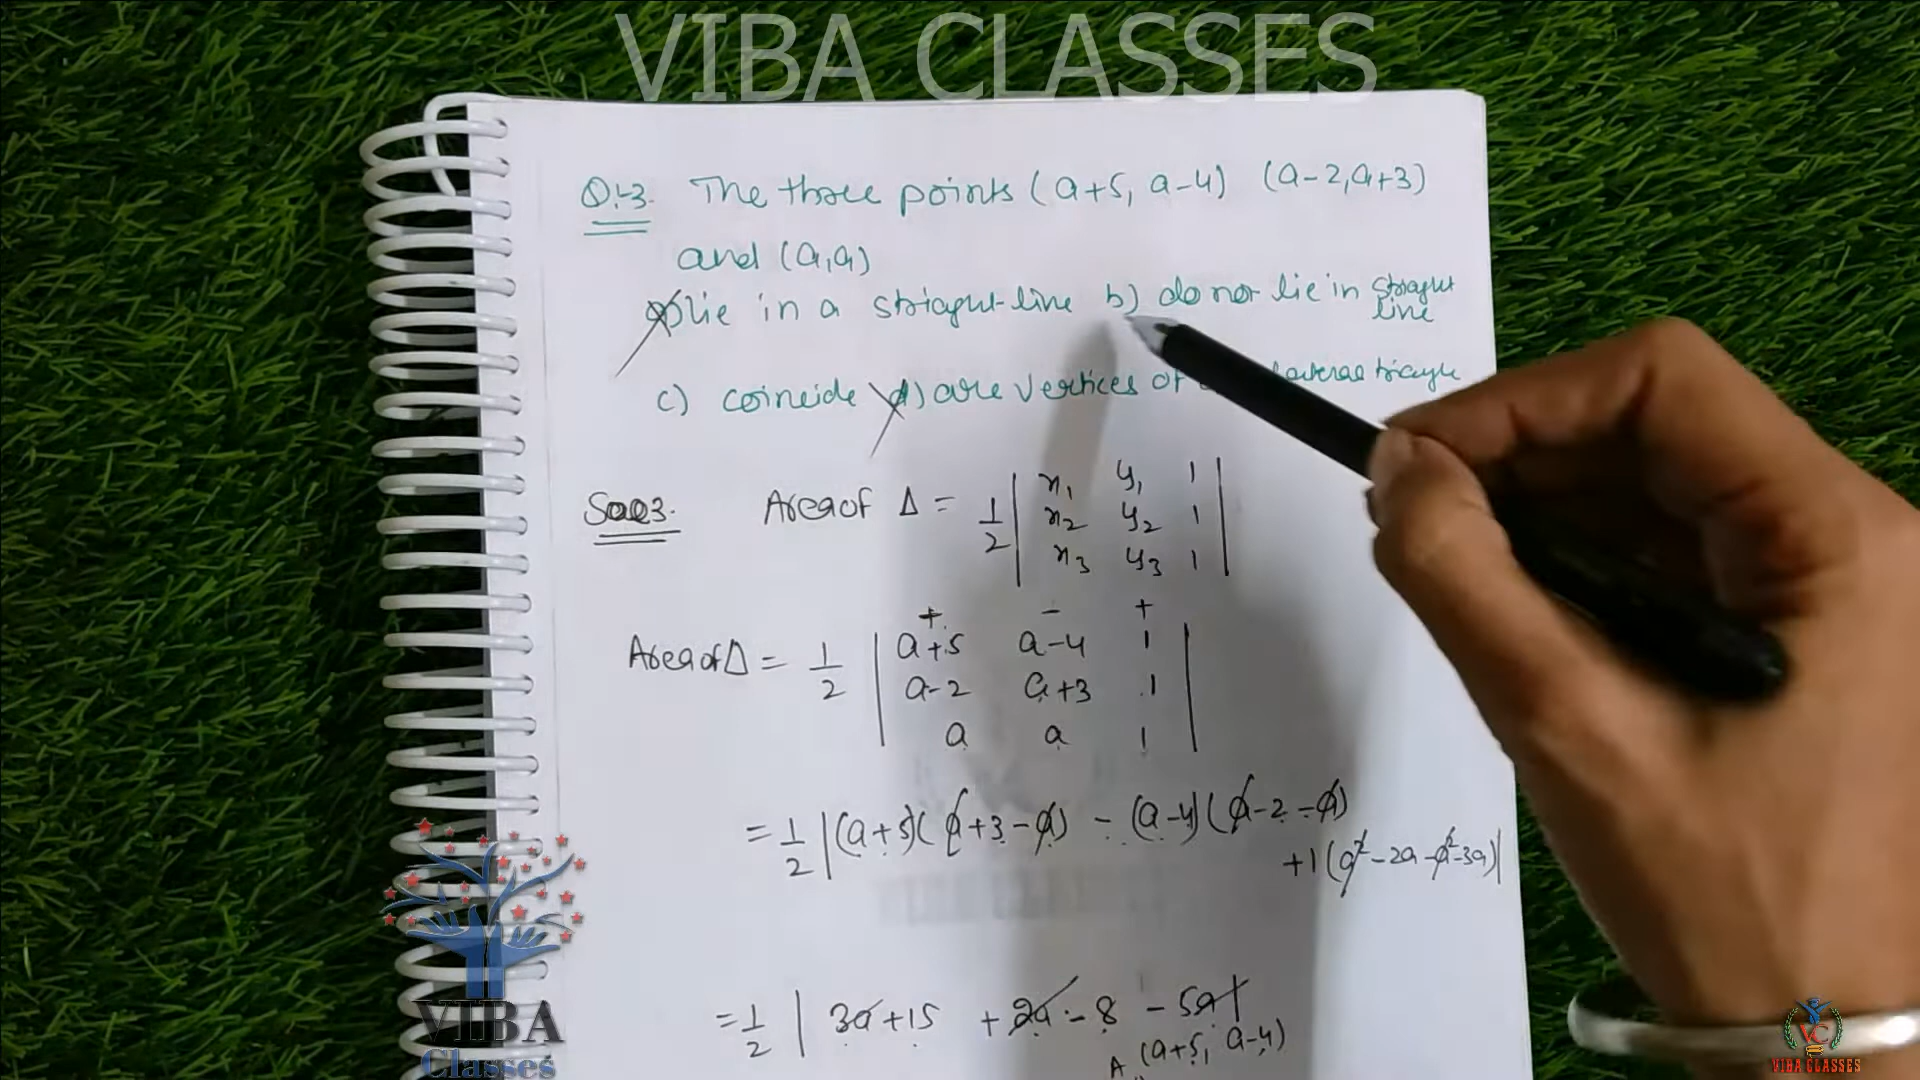 VIBA CLASSES
Q:-3. The three points (a+5, a-4) (a-2, a+3)
and (a,a)
a) lie in a straight-line b) do not lie in straight
line
c) coincide d) are vertices of triangle
Area of Δ = 1/2 | x₁ y₁ 1 |
| x₂ y₂ 1 |
| x₃ y₃ 1 |
+ - +
Area of Δ = 1/2 | a+5 a-4 1 |
| a-2 a+3 1 |
| a a 1 |
= 1/2 |(a+5)(a+3-a) - (a-4)(a-2-a)
+1(a²-2a-a²-3a)|
= 1/2 | 3a+15 +2a-8 -5a|
A (a+5, a-4)
VIBA
Classes
VC
VIBA CLASSES